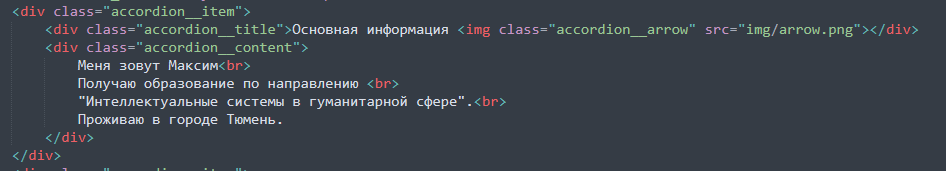 <div class="accordion__item">
<div class="accordion__title">Основная информация <img class="accordion__arrow" src="img/arrow.png"></div>
<div class="accordion__content">
Меня зовут Максим<br>
Получаю образование по направлению <br>
"Интеллектуальные системы в гуманитарной сфере".<br>
Проживаю в городе Тюмень.
</div>
</div>